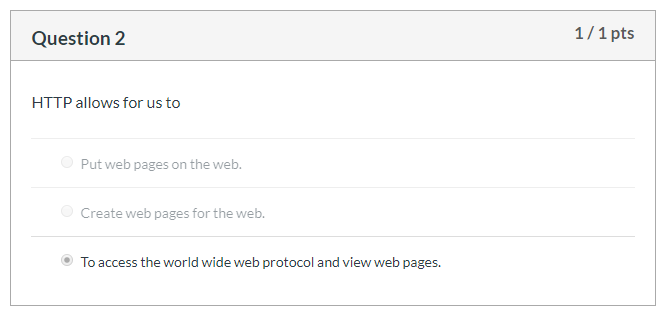 Question 2
1 / 1 pts
HTTP allows for us to
Put web pages on the web.
Create web pages for the web.
To access the world wide web protocol and view web pages.